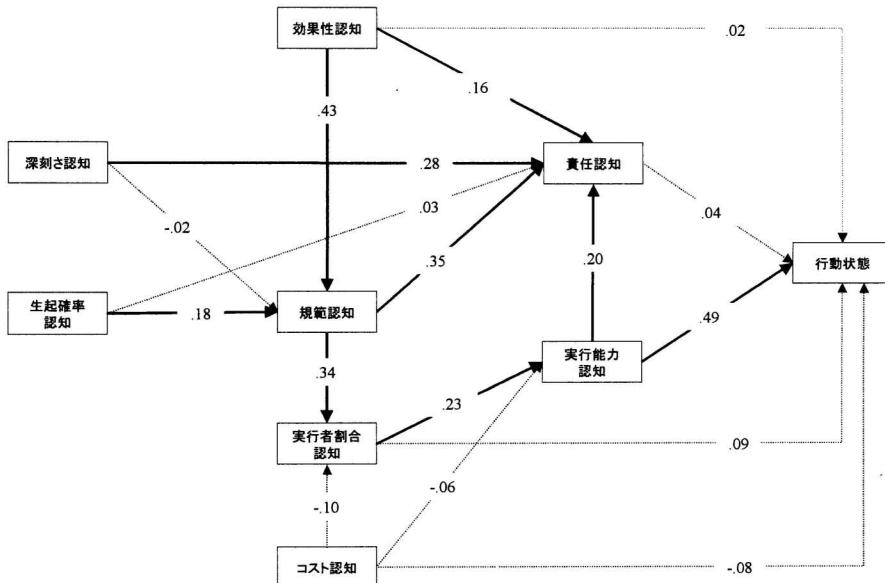 効果性認知
.02
.16
.43
深刻さ認知
.28
責任認知
.03
-.02
.04
.35
.20
行動状態
生起確率
認知
.18
規範認知
.49
実行能力
認知
.34
.23
実行者割合
認知
.09
-.06
-.10
コスト認知
-.08